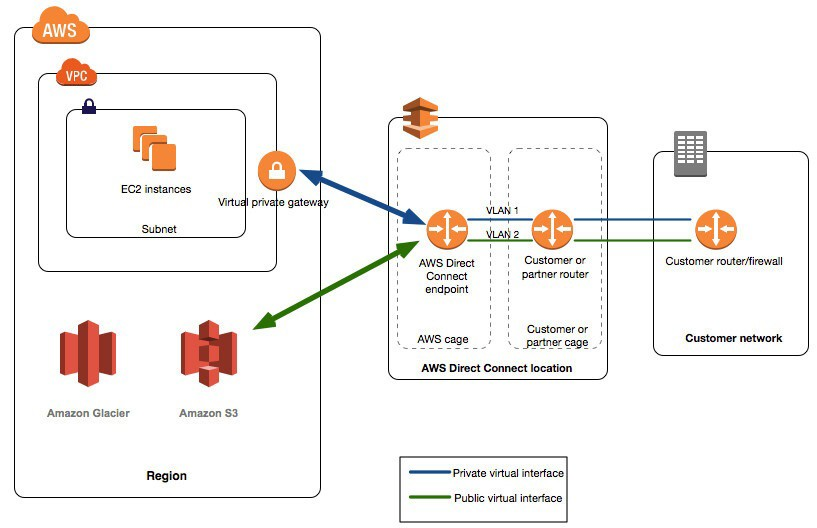 AWS
VPC
EC2 instances
Virtual private gateway
Subnet
Amazon Glacier
Amazon S3
Region
VLAN 1
VLAN 2
AWS Direct
Connect
endpoint
Customer or
partner router
AWS cage
Customer or
partner cage
AWS Direct Connect location
Customer router/firewall
Customer network
Private virtual interface
Public virtual interface